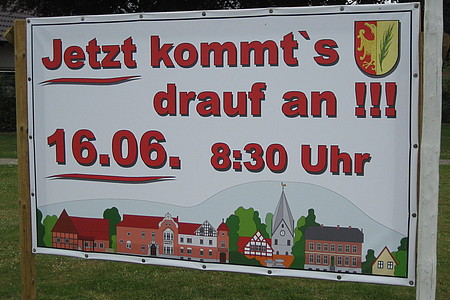 Jetzt kommt`s
drauf an !!!
16.06. 8:30 Uhr